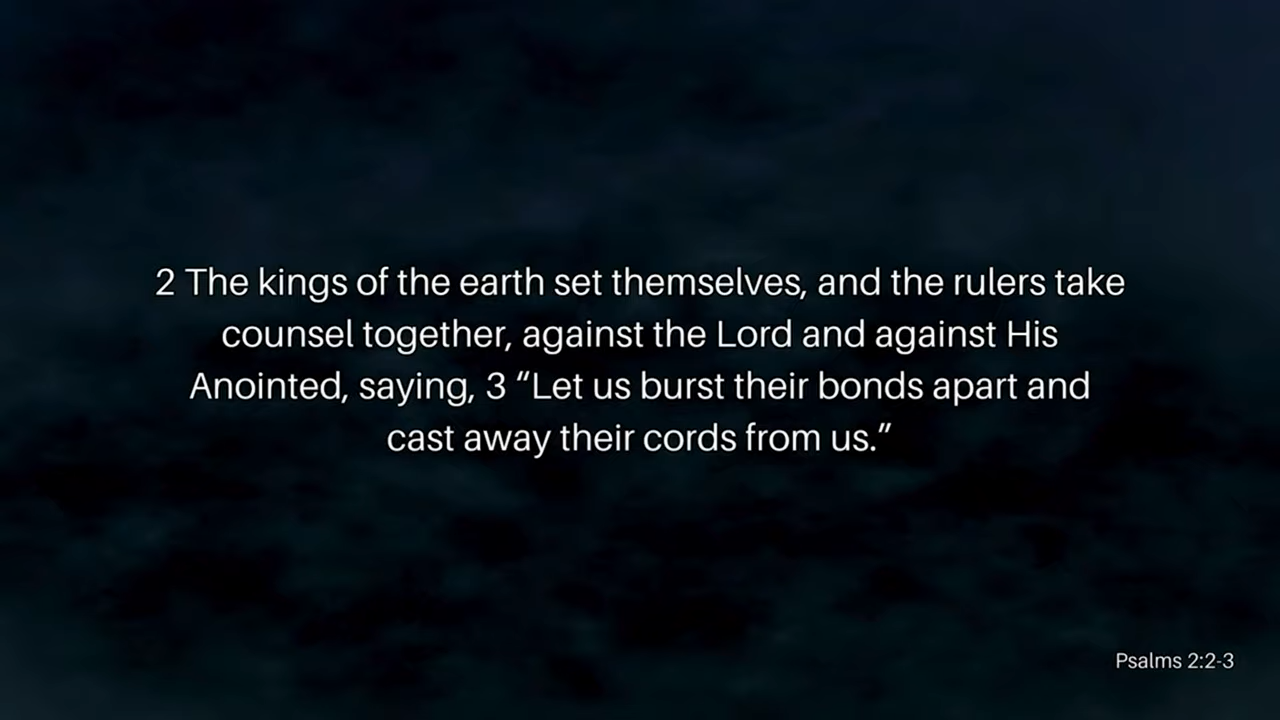 2 The kings of the earth set themselves, and the rulers take
counsel together, against the Lord and against His
Anointed, saying, 3 “Let us burst their bonds apart and
cast away their cords from us.”
Psalms 2:2-3